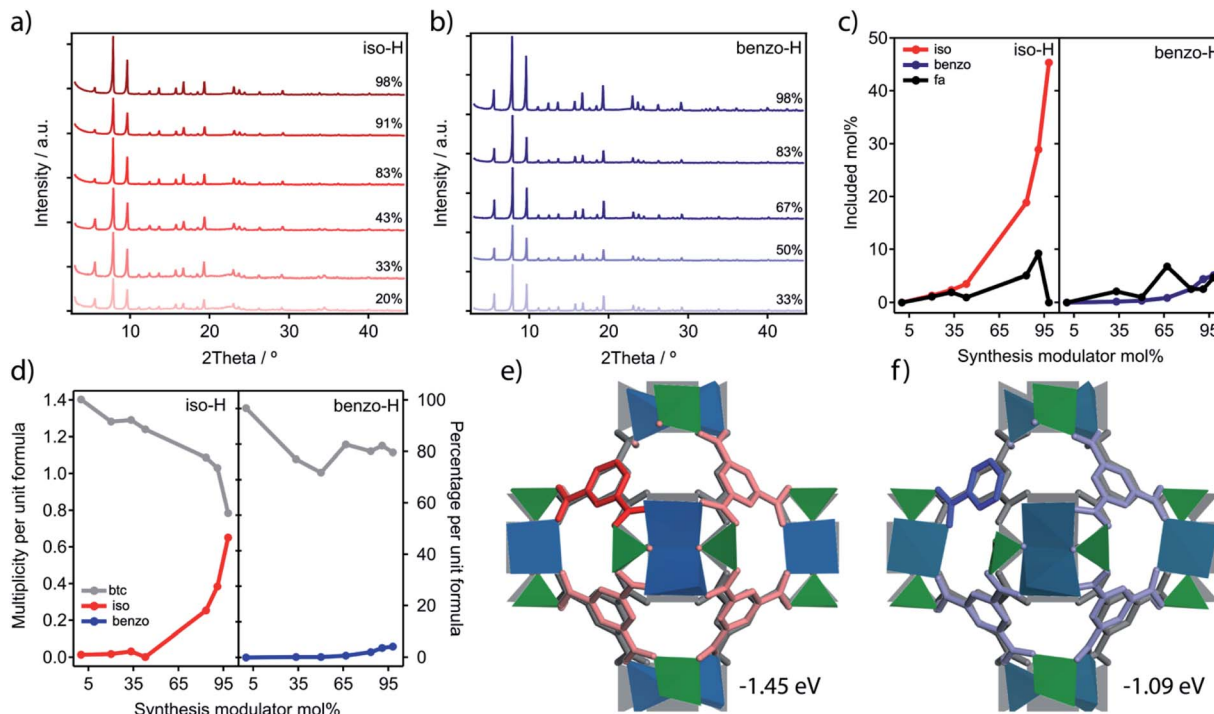 a)
iso-H
Intensity / a.u.
98%
91%
83%
43%
33%
20%
10 20 30 40
2Theta / º
b)
benzo-H
Intensity / a.u.
98%
83%
67%
50%
33%
10 20 30 40
2Theta / º
c)
iso-H
benzo-H
iso
benzo
fa
Included mol%
50
40
30
20
10
0
5 35 65 95 5 35 65 95
Synthesis modulator mol%
d)
iso-H
benzo-H
btc
iso
benzo
Multiplicity per unit formula
1.4
1.2
1.0
0.8
0.6
0.4
0.2
0.0
100
80
60
40
20
0
Percentage per unit formula
5 35 65 95 5 35 65 95
Synthesis modulator mol%
e)
-1.45 eV
f)
-1.09 eV